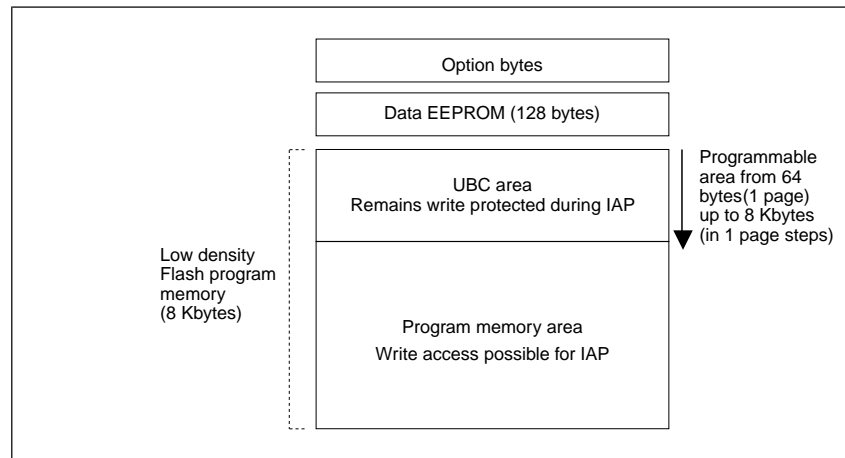 Option bytes
Data EEPROM (128 bytes)
UBC area
Remains write protected during IAP
Programmable
area from 64
bytes(1 page)
up to 8 Kbytes
(in 1 page steps)
Low density
Flash program
memory
(8 Kbytes)
Program memory area
Write access possible for IAP